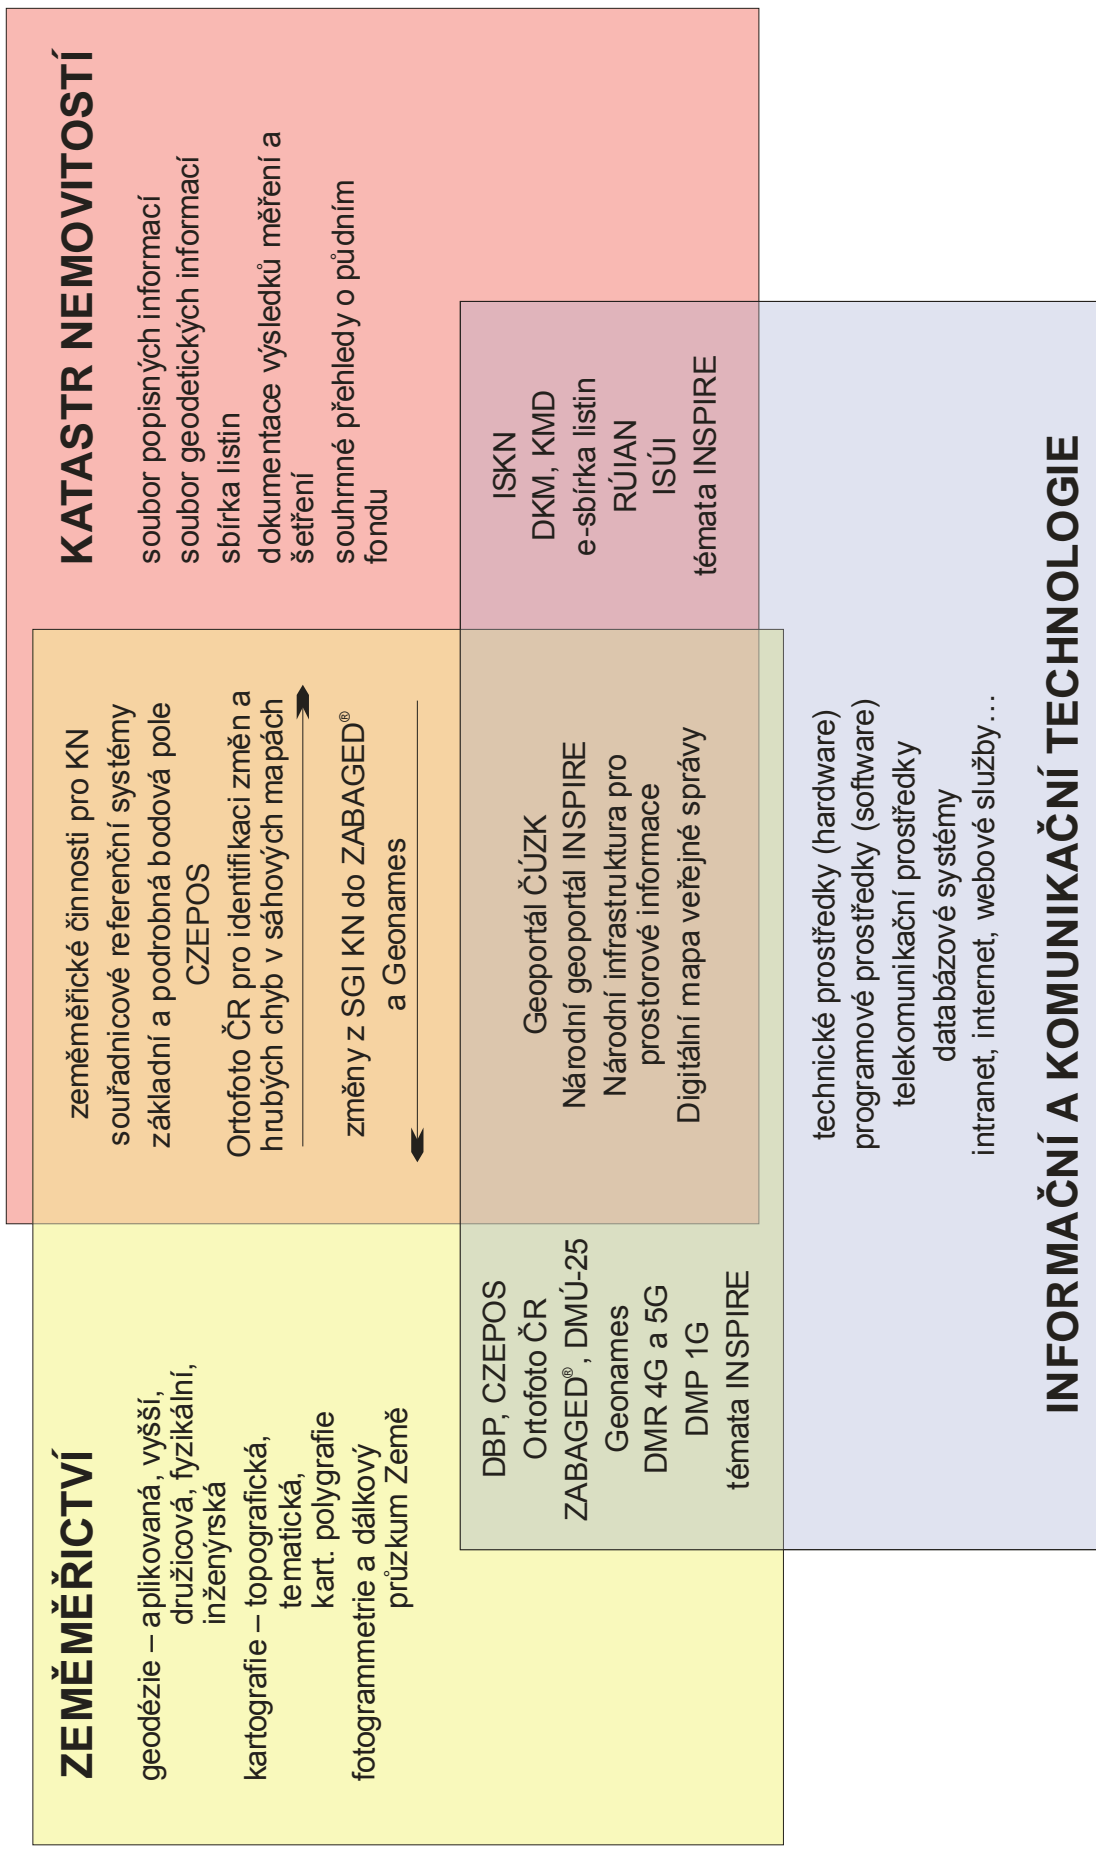 ZEMĚMĚŘICTVÍ
geodézie – aplikovaná, vyšší,
družicová, fyzikální,
inženýrská
kartografie – topografická,
tematická,
kart. polygrafie
fotogrammetrie a dálkový
průzkum Země
zeměměřické činnosti pro KN
souřadnicové referenční systémy
základní a podrobná bodová pole
CZEPOS
Ortofoto ČR pro identifikaci změn a
hrubých chyb v sáhových mapách
změny z SGI KN do ZABAGED®
a Geonames
KATASTR NEMOVITOSTÍ
soubor popisných informací
soubor geodetických informací
sbírka listin
dokumentace výsledků měření a
šetření
souhrnné přehledy o půdním
fondu
DBP, CZEPOS
Ortofoto ČR
ZABAGED®, DMÚ-25
Geonames
DMR 4G a 5G
DMP 1G
témata INSPIRE
Geoportál ČÚZK
Národní geoportál INSPIRE
Národní infrastruktura pro
prostorové informace
Digitální mapa veřejné správy
ISKN
DKM, KMD
e-sbírka listin
RÚIAN
ISÚI
témata INSPIRE
technické prostředky (hardware)
programové prostředky (software)
telekomunikační prostředky
databázové systémy
intranet, internet, webové služby…
INFORMAČNÍ A KOMUNIKAČNÍ TECHNOLOGIE